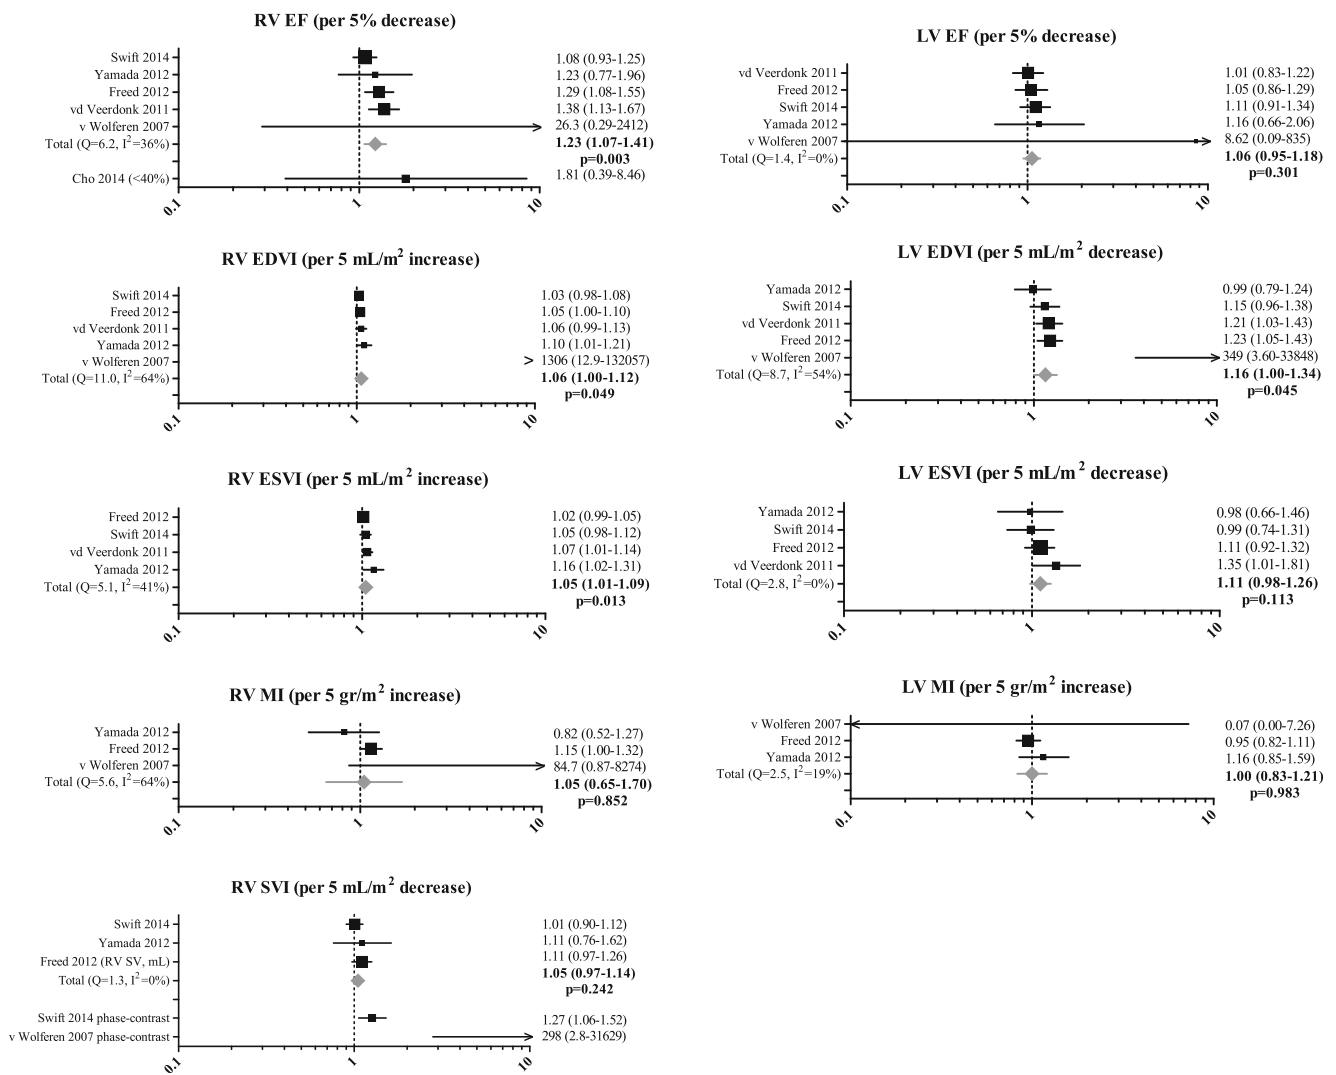 RV EF (per 5% decrease)
Swift 2014 1.08 (0.93-1.25)
Yamada 2012 1.23 (0.77-1.96)
Freed 2012 1.29 (1.08-1.55)
vd Veerdonk 2011 1.38 (1.13-1.67)
v Wolferen 2007 26.3 (0.29-2412)
Total (Q=6.2, I²=36%) 1.23 (1.07-1.41)
p=0.003
Cho 2014 (<40%) 1.81 (0.39-8.46)
0.1 1 10
LV EF (per 5% decrease)
vd Veerdonk 2011 1.01 (0.83-1.22)
Freed 2012 1.05 (0.86-1.29)
Swift 2014 1.11 (0.91-1.34)
Yamada 2012 1.16 (0.66-2.06)
v Wolferen 2007 8.62 (0.09-835)
Total (Q=1.4, I²=0%) 1.06 (0.95-1.18)
p=0.301
0.1 1 10
RV EDVI (per 5 mL/m² increase)
Swift 2014 1.03 (0.98-1.08)
Freed 2012 1.05 (1.00-1.10)
vd Veerdonk 2011 1.06 (0.99-1.13)
Yamada 2012 1.10 (1.01-1.21)
v Wolferen 2007 1306 (12.9-132057)
Total (Q=11.0, I²=64%) 1.06 (1.00-1.12)
p=0.049
0.1 1 10
LV EDVI (per 5 mL/m² decrease)
Yamada 2012 0.99 (0.79-1.24)
Swift 2014 1.15 (0.96-1.38)
vd Veerdonk 2011 1.21 (1.03-1.43)
Freed 2012 1.23 (1.05-1.43)
v Wolferen 2007 349 (3.60-33848)
Total (Q=8.7, I²=54%) 1.16 (1.00-1.34)
p=0.045
0.1 1 10
RV ESVI (per 5 mL/m² increase)
Freed 2012 1.02 (0.99-1.05)
Swift 2014 1.05 (0.98-1.12)
vd Veerdonk 2011 1.07 (1.01-1.14)
Yamada 2012 1.16 (1.02-1.31)
Total (Q=5.1, I²=41%) 1.05 (1.01-1.09)
p=0.013
0.1 1 10
LV ESVI (per 5 mL/m² decrease)
Yamada 2012 0.98 (0.66-1.46)
Swift 2014 0.99 (0.74-1.31)
Freed 2012 1.11 (0.92-1.32)
vd Veerdonk 2011 1.35 (1.01-1.81)
Total (Q=2.8, I²=0%) 1.11 (0.98-1.26)
p=0.113
0.1 1 10
RV MI (per 5 gr/m² increase)
Yamada 2012 0.82 (0.52-1.27)
Freed 2012 1.15 (1.00-1.32)
v Wolferen 2007 84.7 (0.87-8274)
Total (Q=5.6, I²=64%) 1.05 (0.65-1.70)
p=0.852
0.1 1 10
LV MI (per 5 gr/m² increase)
v Wolferen 2007 0.07 (0.00-7.26)
Freed 2012 0.95 (0.82-1.11)
Yamada 2012 1.16 (0.85-1.59)
Total (Q=2.5, I²=19%) 1.00 (0.83-1.21)
p=0.983
0.1 1 10
RV SVI (per 5 mL/m² decrease)
Swift 2014 1.01 (0.90-1.12)
Yamada 2012 1.11 (0.76-1.62)
Freed 2012 (RV SV, mL) 1.11 (0.97-1.26)
Total (Q=1.3, I²=0%) 1.05 (0.97-1.14)
p=0.242
Swift 2014 phase-contrast 1.27 (1.06-1.52)
v Wolferen 2007 phase-contrast 298 (2.8-31629)
0.1 1 10